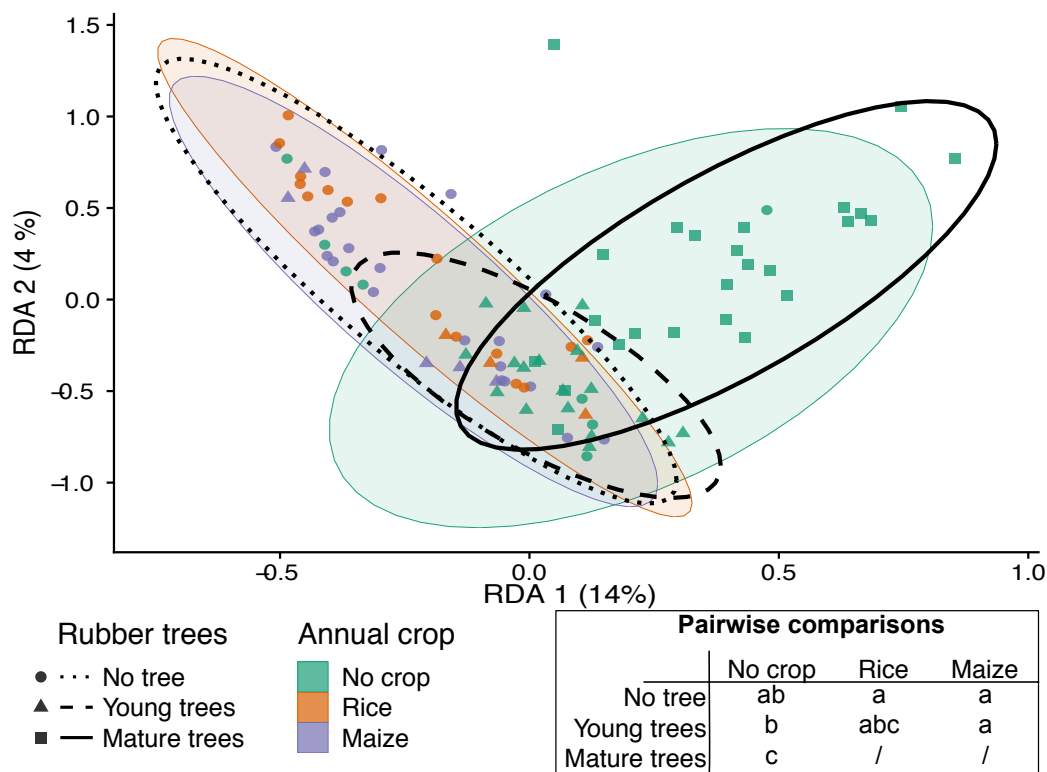 1.5
1.0
0.5
0.0
−0.5
−1.0
RDA 2 (4 %)
−0.5 0.0 0.5 1.0
RDA 1 (14%)
Rubber trees
No tree
Young trees
Mature trees
Annual crop
No crop
Rice
Maize
Pairwise comparisons
No crop Rice Maize
No tree ab a a
Young trees b abc a
Mature trees c / /